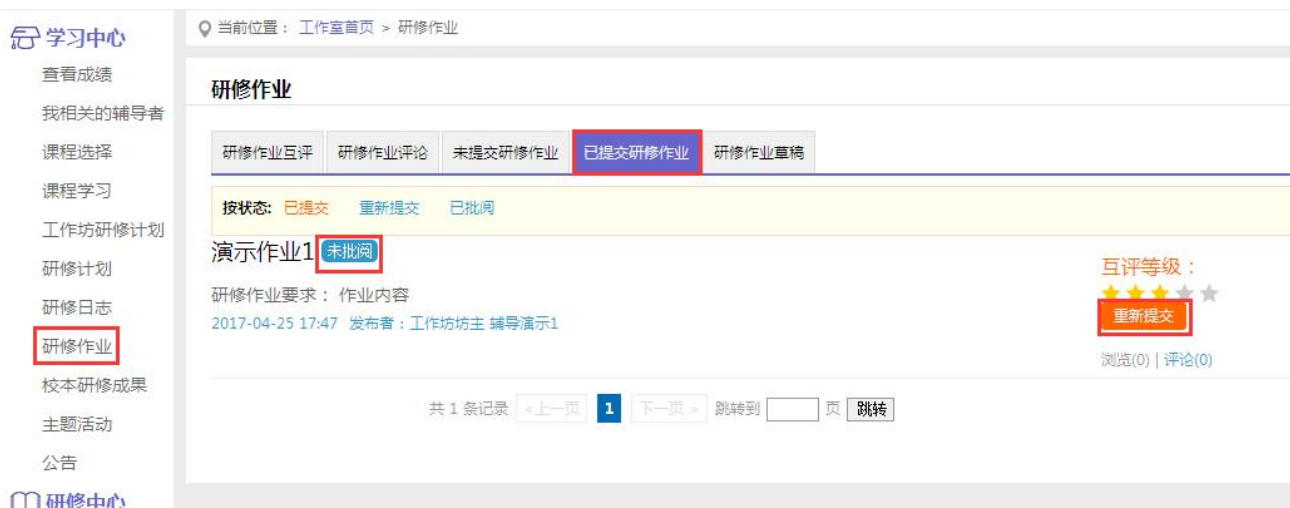 学习中心
查看成绩
我相关的辅导者
课程选择
课程学习
工作坊研修计划
研修计划
研修日志
研修作业
校本研修成果
主题活动
公告
研修中心
当前位置： 工作室首页 > 研修作业
研修作业
研修作业互评 研修作业评论 未提交研修作业 已提交研修作业 研修作业草稿
按状态: 已提交 重新提交 已批阅
演示作业1 未批阅
研修作业要求： 作业内容
2017-04-25 17:47 发布者：工作坊坊主 辅导演示1
互评等级：
重新提交
浏览(0) | 评论(0)
共 1 条记录 <上一页 1 下一页 > 跳转到 页 跳转